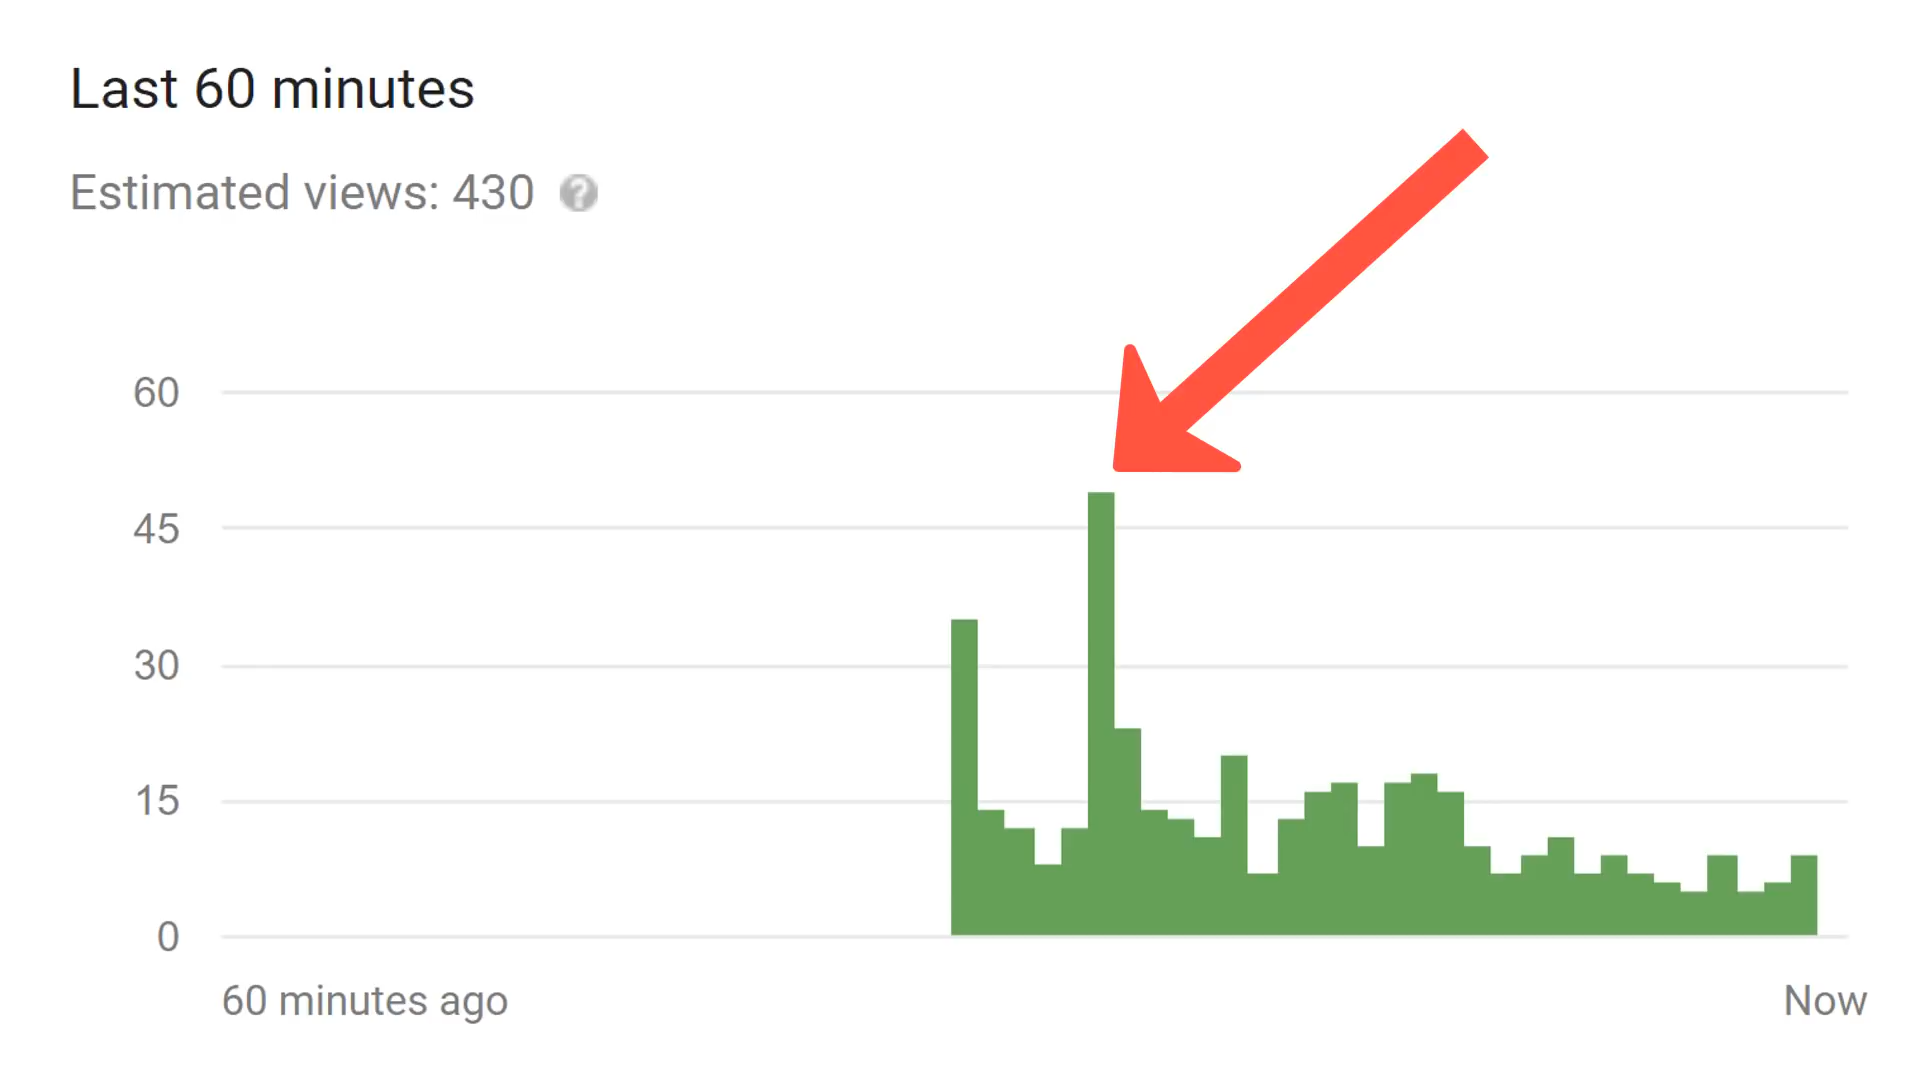 Last 60 minutes
Estimated views: 430 ?
60
45
30
15
0
60 minutes ago
Now